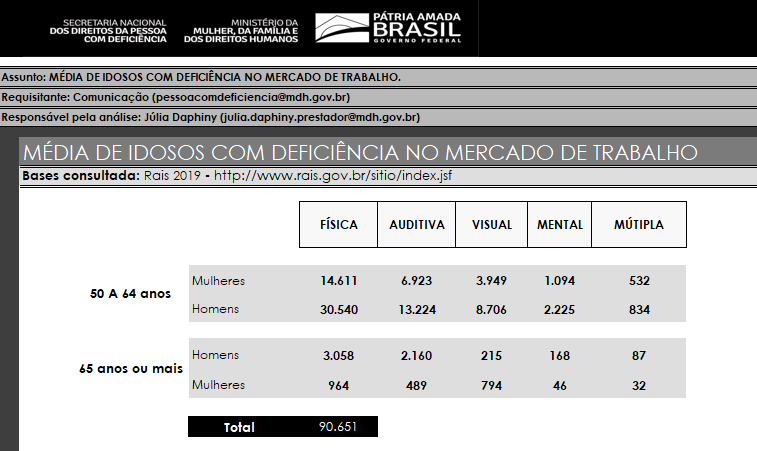 SECRETARIA NACIONAL
DOS DIREITOS DA PESSOA
COM DEFICIÊNCIA
MINISTÉRIO DA
MULHER, DA FAMÍLIA E
DOS DIREITOS HUMANOS
PÁTRIA AMADA
BRASIL
GOVERNO FEDERAL
Assunto: MÉDIA DE IDOSOS COM DEFICIÊNCIA NO MERCADO DE TRABALHO.
Requisitante: Comunicação (pessoacomdeficiencia@mdh.gov.br)
Responsável pela análise: Júlia Daphiny (julia.daphiny.prestador@mdh.gov.br)
MÉDIA DE IDOSOS COM DEFICIÊNCIA NO MERCADO DE TRABALHO
Bases consultada: Rais 2019 - http://www.rais.gov.br/sitio/index.jsf
FÍSICA AUDITIVA VISUAL MENTAL MÚTIPLA
50 A 64 anos
Mulheres 14.611 6.923 3.949 1.094 532
Homens 30.540 13.224 8.706 2.225 834
65 anos ou mais
Homens 3.058 2.160 215 168 87
Mulheres 964 489 794 46 32
Total 90.651